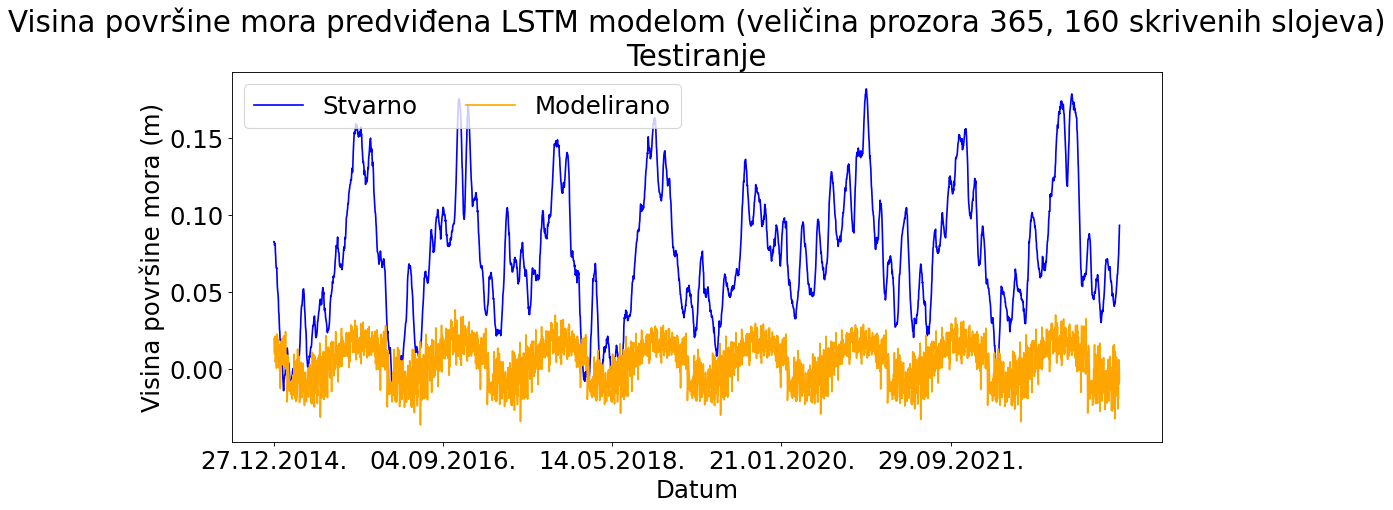 Visina površine mora predviđena LSTM modelom (veličina prozora 365, 160 skrivenih slojeva)
Testiranje
Stvarno Modelirano
Visina površine mora (m)
0.15
0.10
0.05
0.00
27.12.2014. 04.09.2016. 14.05.2018. 21.01.2020. 29.09.2021.
Datum